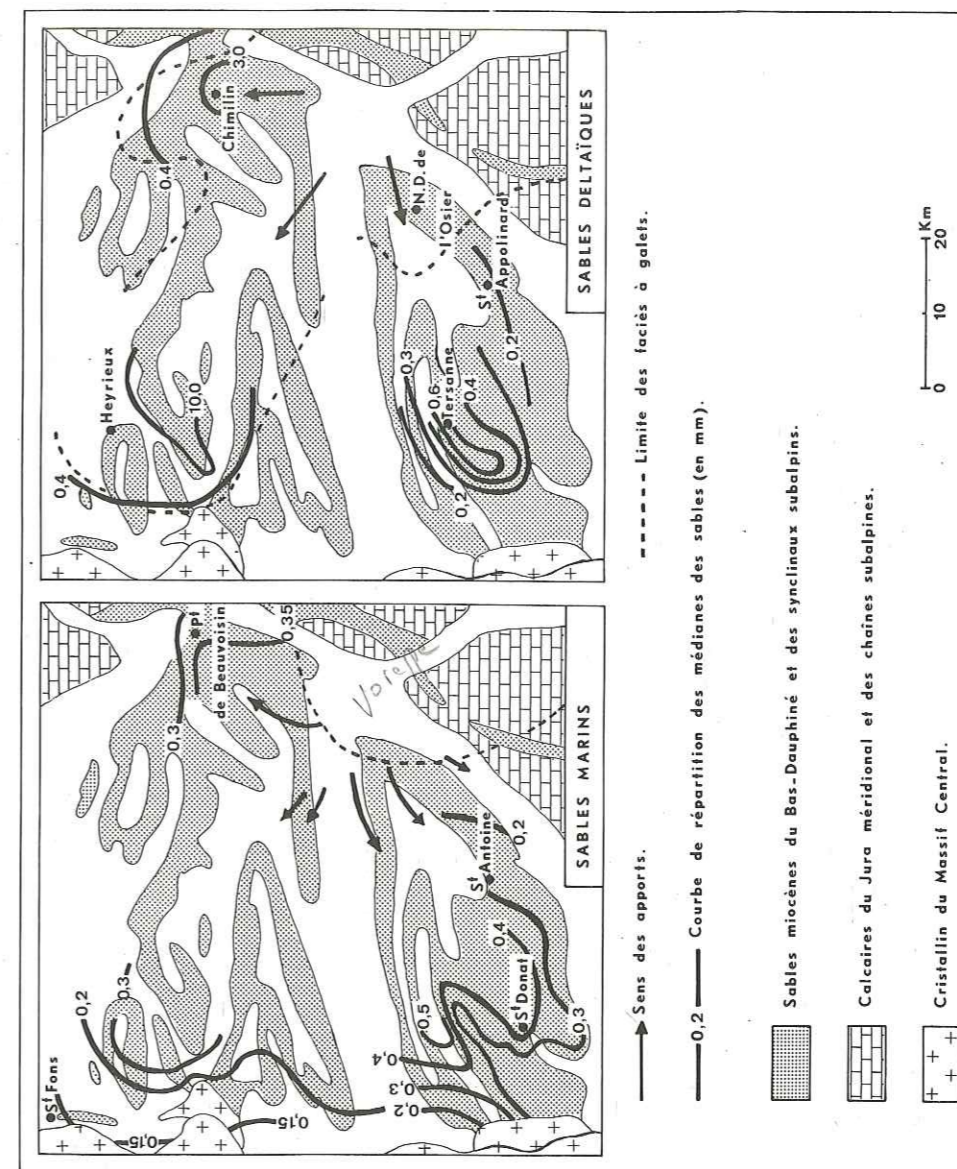 St Fons
0,2
0,3
0,3
Pt
de Beauvoisin
0,35
0,15
0,15
0,2
0,3
0,4
0,5
St Donat
0,4
0,3
St Antoine
0,2
Voreppe
SABLES MARINS
0,4
Heyrieux
10,0
0,4
Chimilin
3,0
0,2
0,3
0,6
Tersanne
0,4
0,2
St
Appolinard
N.D. de
l'Osier
SABLES DELTAÏQUES
Sens des apports.
Limite des faciès à galets.
0,2 Courbe de répartition des médianes des sables (en mm).
Sables miocènes du Bas-Dauphiné et des synclinaux subalpins.
Calcaires du Jura méridional et des chaînes subalpines.
Cristallin du Massif Central.
0 10 20 Km